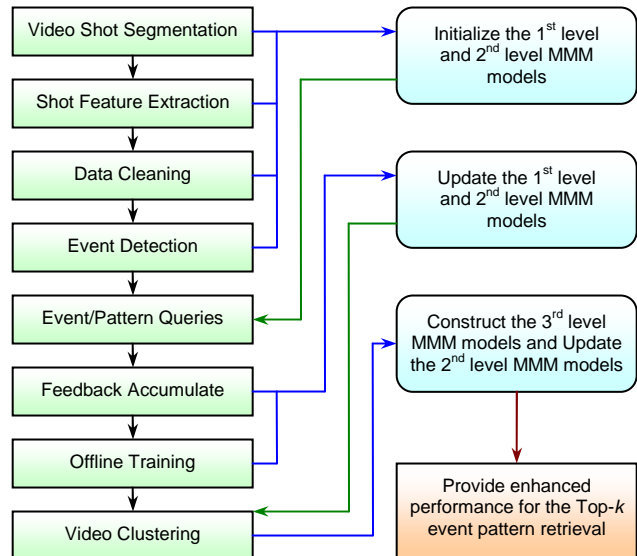 Video Shot Segmentation
Shot Feature Extraction
Data Cleaning
Event Detection
Event/Pattern Queries
Feedback Accumulate
Offline Training
Video Clustering
Initialize the 1st level
and 2nd level MMM
models
Update the 1st level
and 2nd level MMM
models
Construct the 3rd level
MMM models and Update
the 2nd level MMM models
Provide enhanced
performance for the Top-k
event pattern retrieval